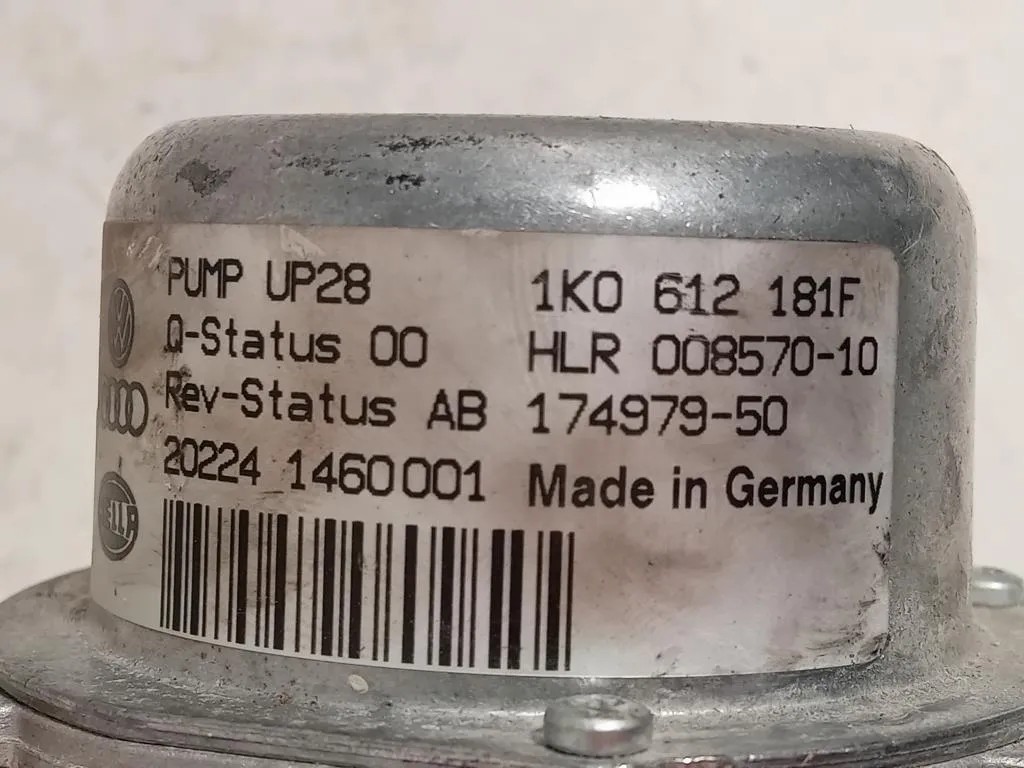 PUMP UP28 1K0 612 181F
Q-Status 00 HLR 008570-10
Rev-Status AB 174979-50
20224 1460001 Made in Germany